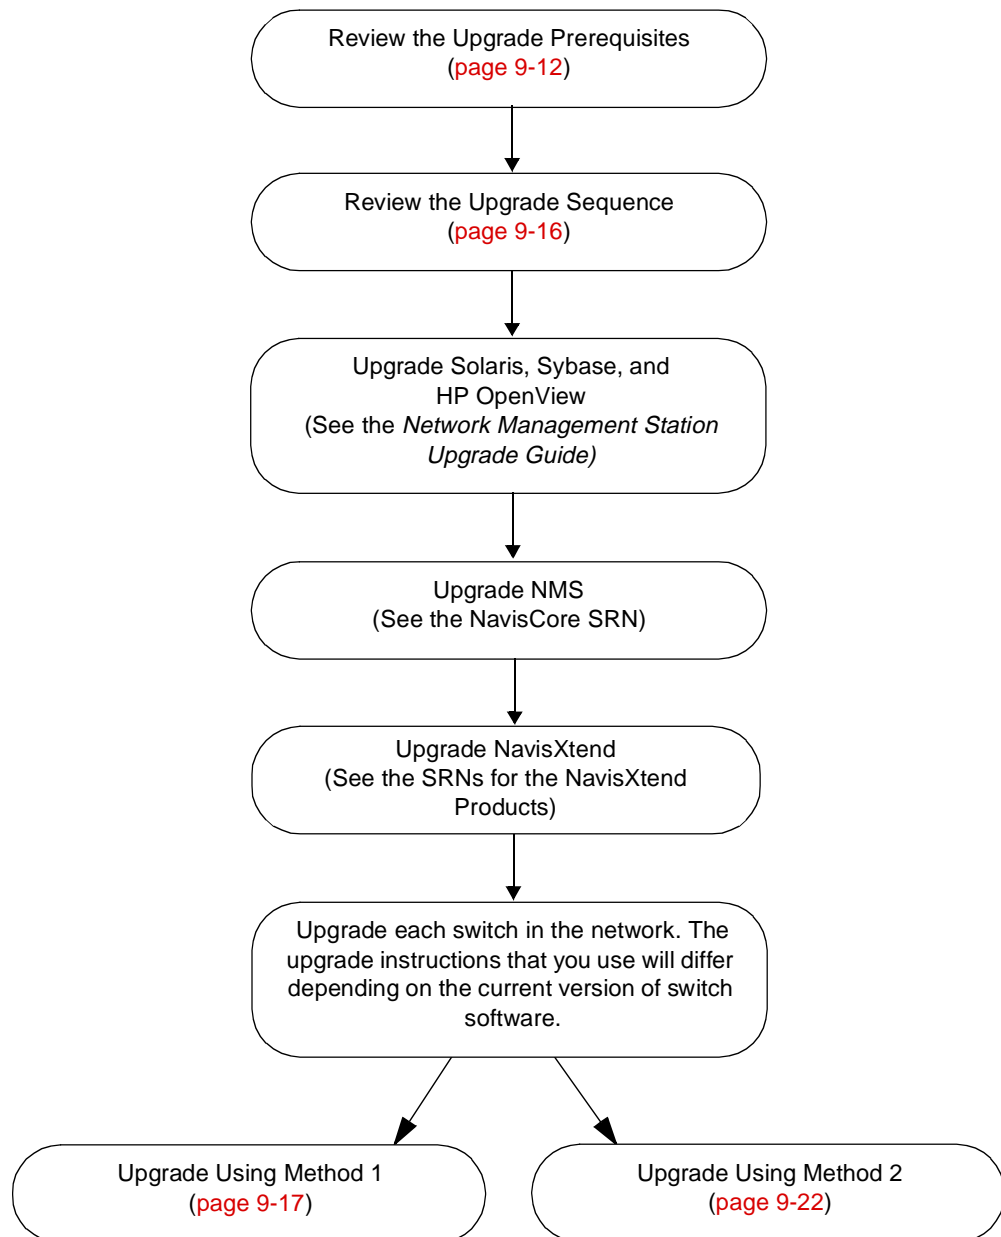 Review the Upgrade Prerequisites
(page 9-12)
Review the Upgrade Sequence
(page 9-16)
Upgrade Solaris, Sybase, and
HP OpenView
(See the Network Management Station
Upgrade Guide)
Upgrade NMS
(See the NavisCore SRN)
Upgrade NavisXtend
(See the SRNs for the NavisXtend
Products)
Upgrade each switch in the network. The
upgrade instructions that you use will differ
depending on the current version of switch
software.
Upgrade Using Method 1
(page 9-17)
Upgrade Using Method 2
(page 9-22)